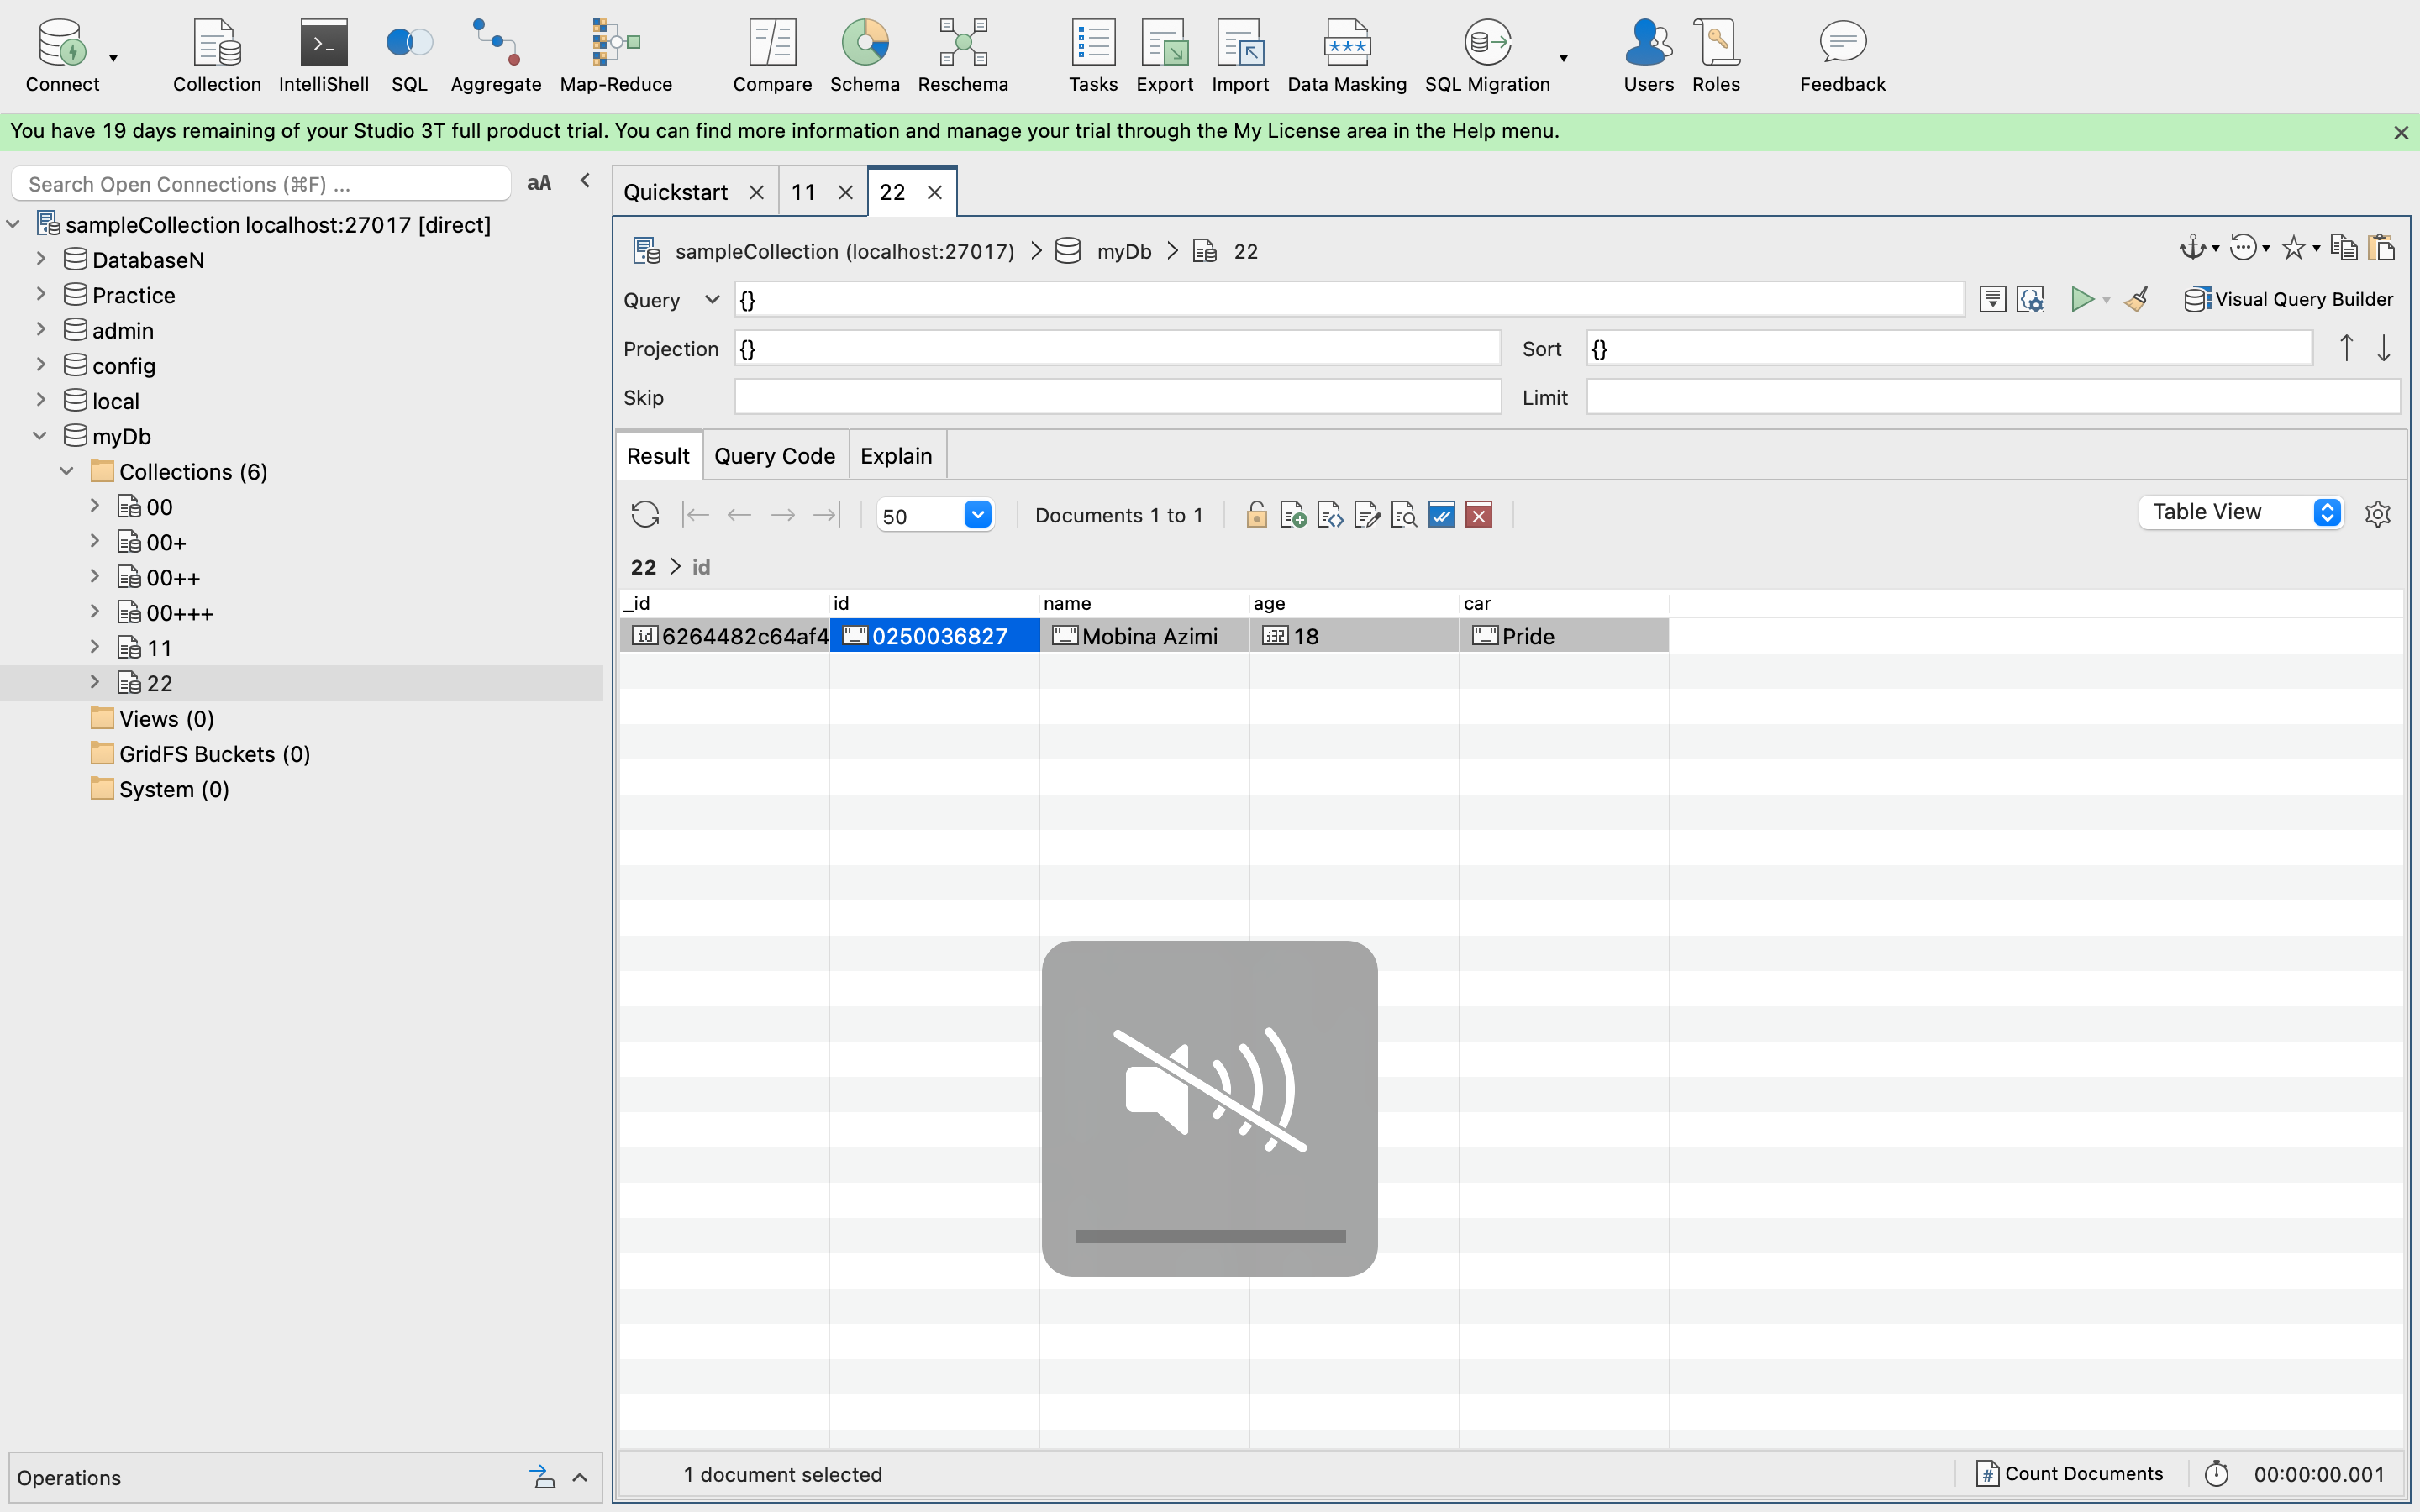 Connect
Collection IntelliShell SQL Aggregate Map-Reduce
Compare Schema Reschema
Tasks Export Import Data Masking SQL Migration
Users Roles
Feedback
You have 19 days remaining of your Studio 3T full product trial. You can find more information and manage your trial through the My License area in the Help menu.
Search Open Connections (⌘F) ... aA
sampleCollection localhost:27017 [direct]
DatabaseN
Practice
admin
config
local
myDb
Collections (6)
00
00+
00++
00+++
11
22
Views (0)
GridFS Buckets (0)
System (0)
Operations
Quickstart 11 22
sampleCollection (localhost:27017) > myDb > 22
Query {} Visual Query Builder
Projection {} Sort {}
Skip Limit
Result Query Code Explain
50 Documents 1 to 1 Table View
22 > id
_id id name age car
6264482c64af4 0250036827 Mobina Azimi 18 Pride
1 document selected
Count Documents 00:00:00.001